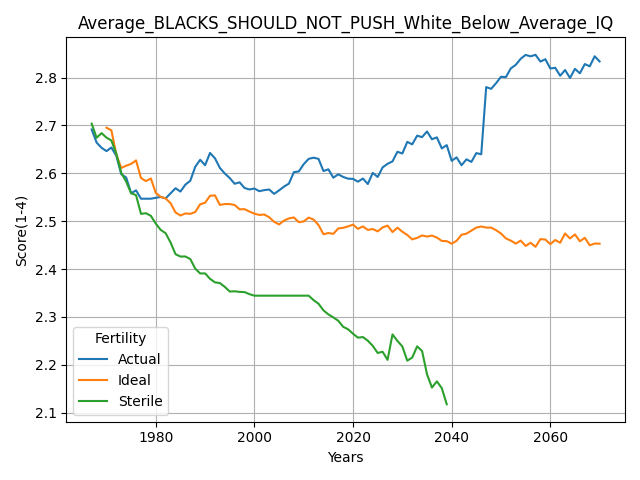 Average_BLACKS_SHOULD_NOT_PUSH_White_Below_Average_IQ
Score(1-4)
2.8
2.7
2.6
2.5
2.4
2.3
2.2
2.1
Fertility
Actual
Ideal
Sterile
1980
2000
2020
2040
2060
Years